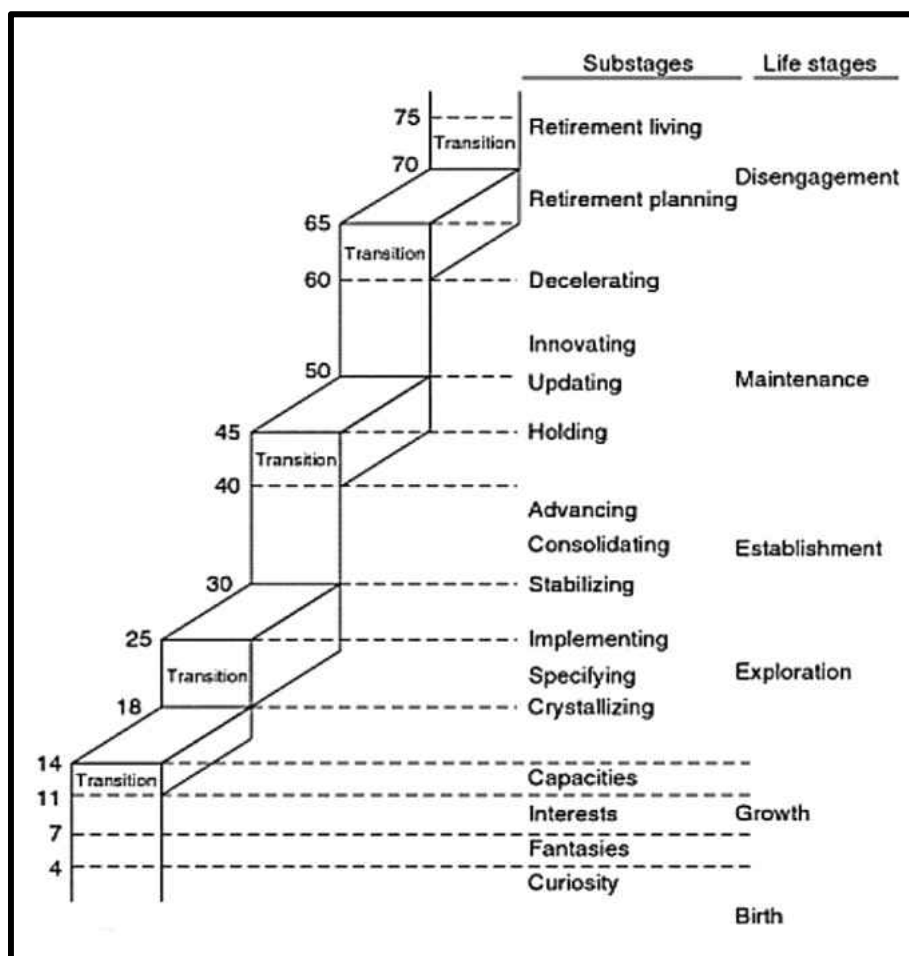 Substages Life stages
75 Retirement living
Transition
70 Disengagement
Retirement planning
65
Transition
60 Decelerating
Innovating
50 Updating Maintenance
45 Holding
Transition
40
Advancing
Consolidating Establishment
30 Stabilizing
25 Implementing
Transition Specifying Exploration
18 Crystallizing
14
Transition Capacities
11
Interests Growth
7
Fantasies
4
Curiosity
Birth